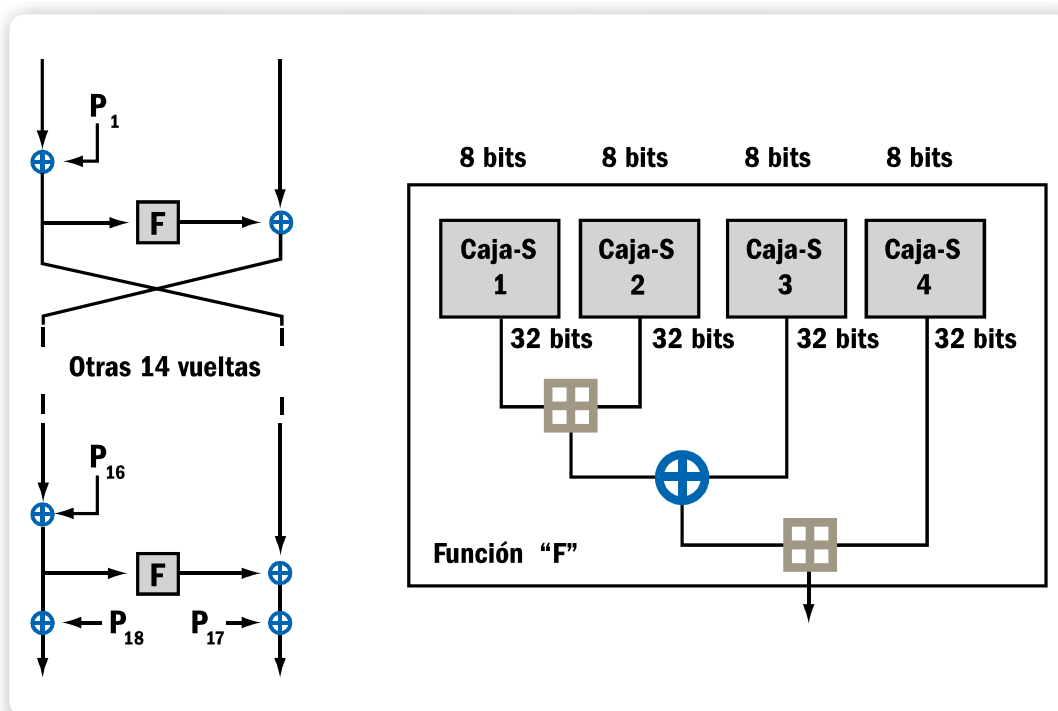 P1
F
Otras 14 vueltas
P16
F
P18
P17
8 bits 8 bits 8 bits 8 bits
Caja-S 1
Caja-S 2
Caja-S 3
Caja-S 4
32 bits 32 bits 32 bits 32 bits
Función “F”